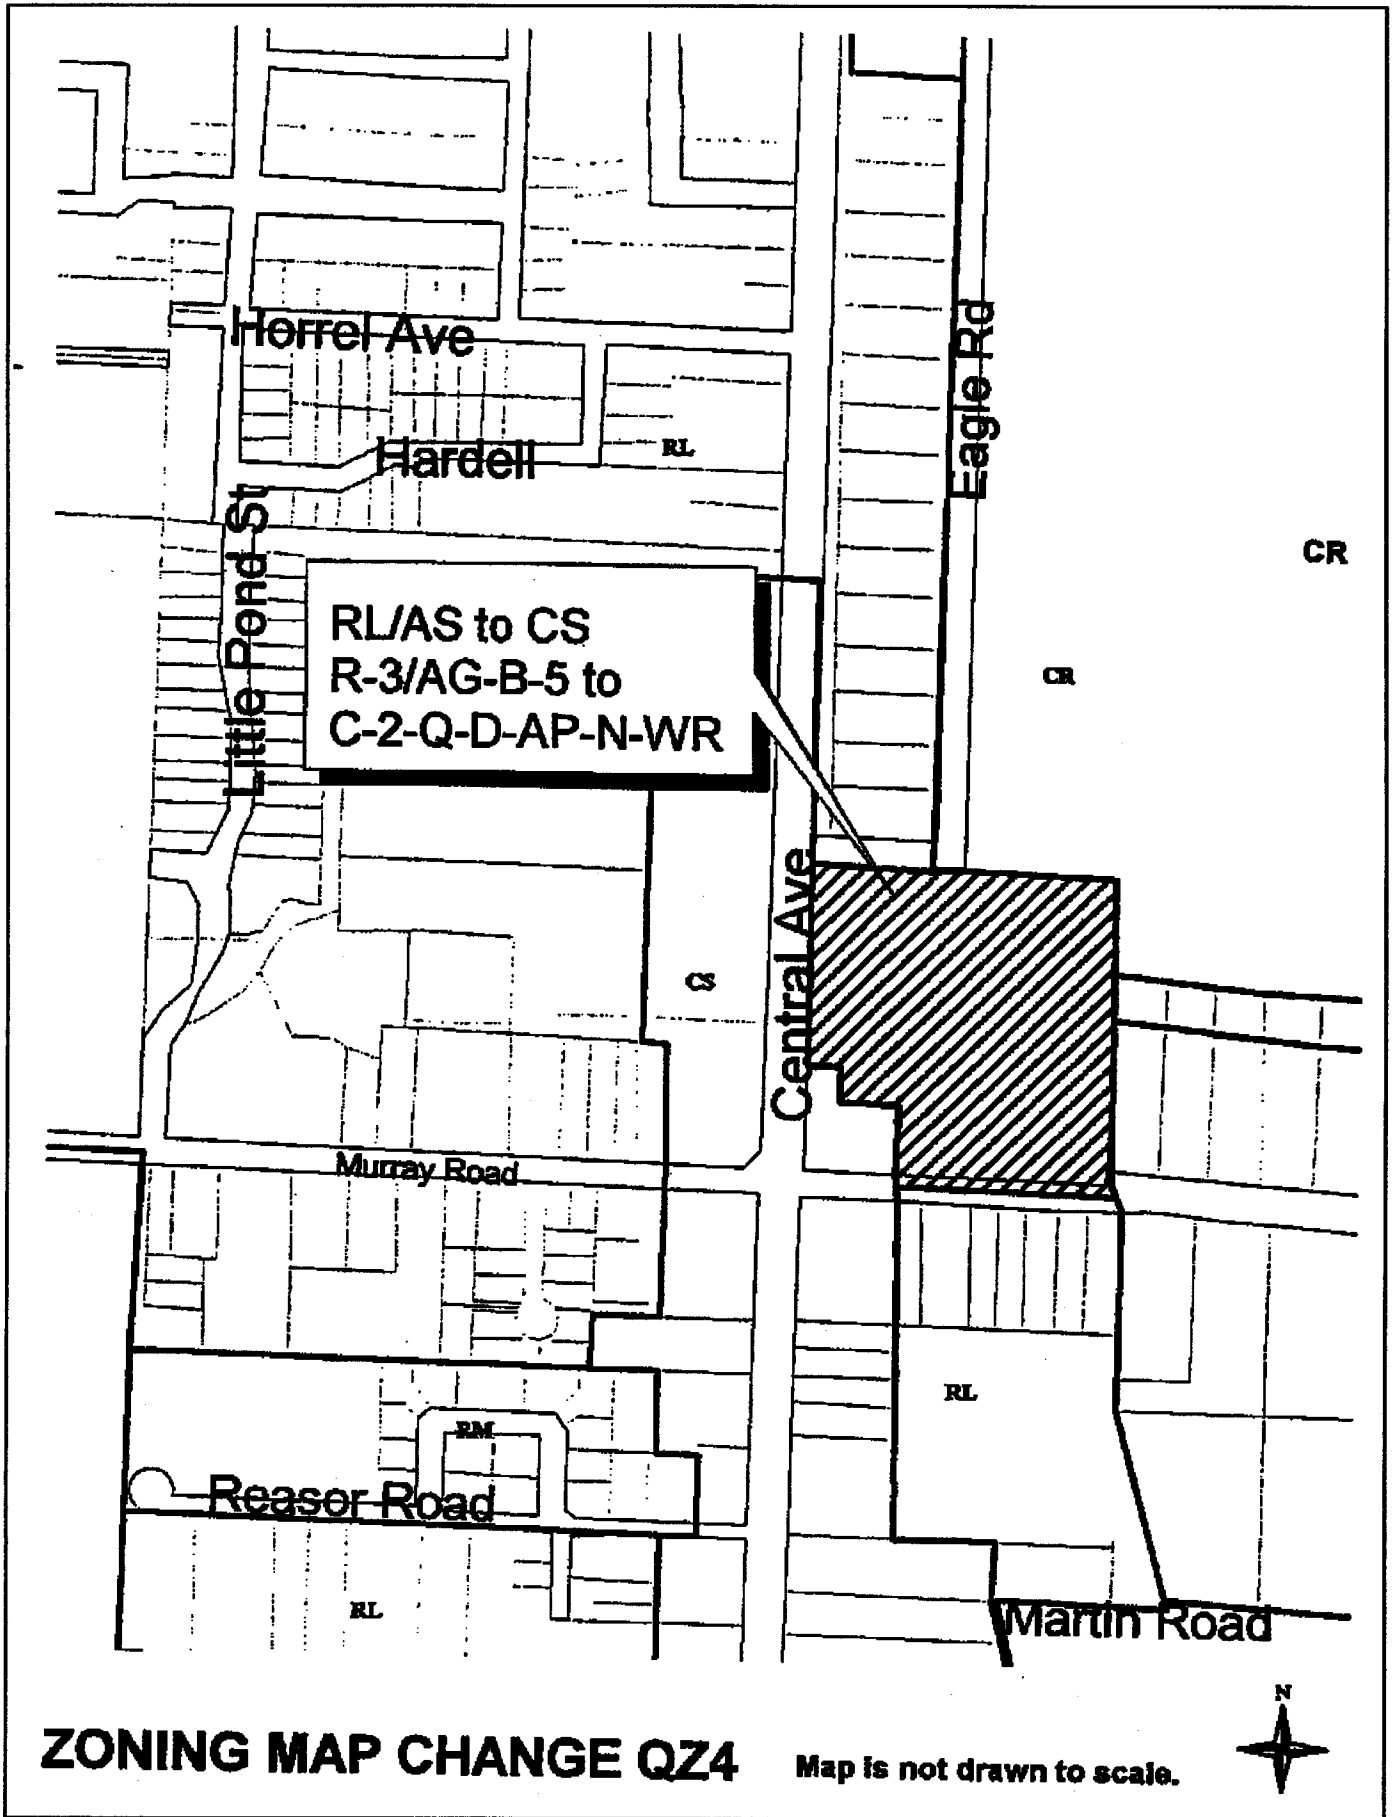 Horrel Ave
Eagle Rd
Hardell
RL
Little Pond St
CR
RL/AS to CS
R-3/AG-B-5 to
C-2-Q-D-AP-N-WR
CR
Central Ave
CS
Murray Road
RL
RM
Reasor Road
RL
Martin Road
N
ZONING MAP CHANGE QZ4
Map is not drawn to scale.